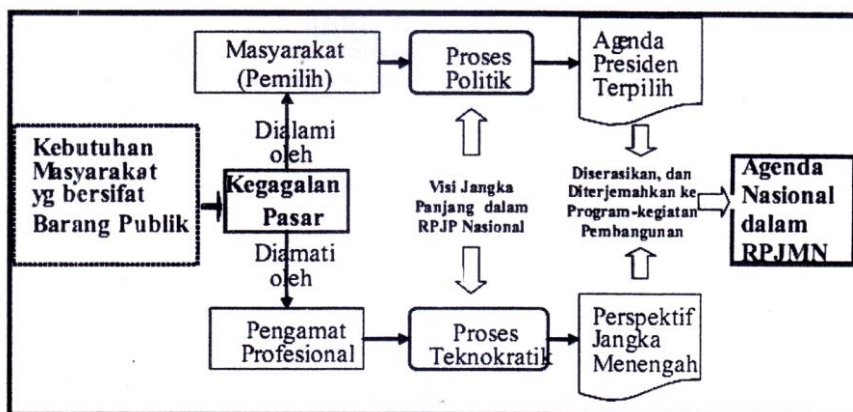 Masyarakat
(Pemilih)
Proses
Politik
Agenda
Presiden
Terpilih
Dialami
oleh
Kebutuhan
Masyarakat
yg bersifat
Barang Publik
Kegagalan
Pasar
Visi Jangka
Panjang dalam
RPJP Nasional
Diserasikan, dan
Diterjemahkan ke
Program-kegiatan
Pembangunan
Agenda
Nasional
dalam
RPJMN
Diamati
oleh
Pengamat
Profesional
Proses
Teknokratik
Perspektif
Jangka
Menengah